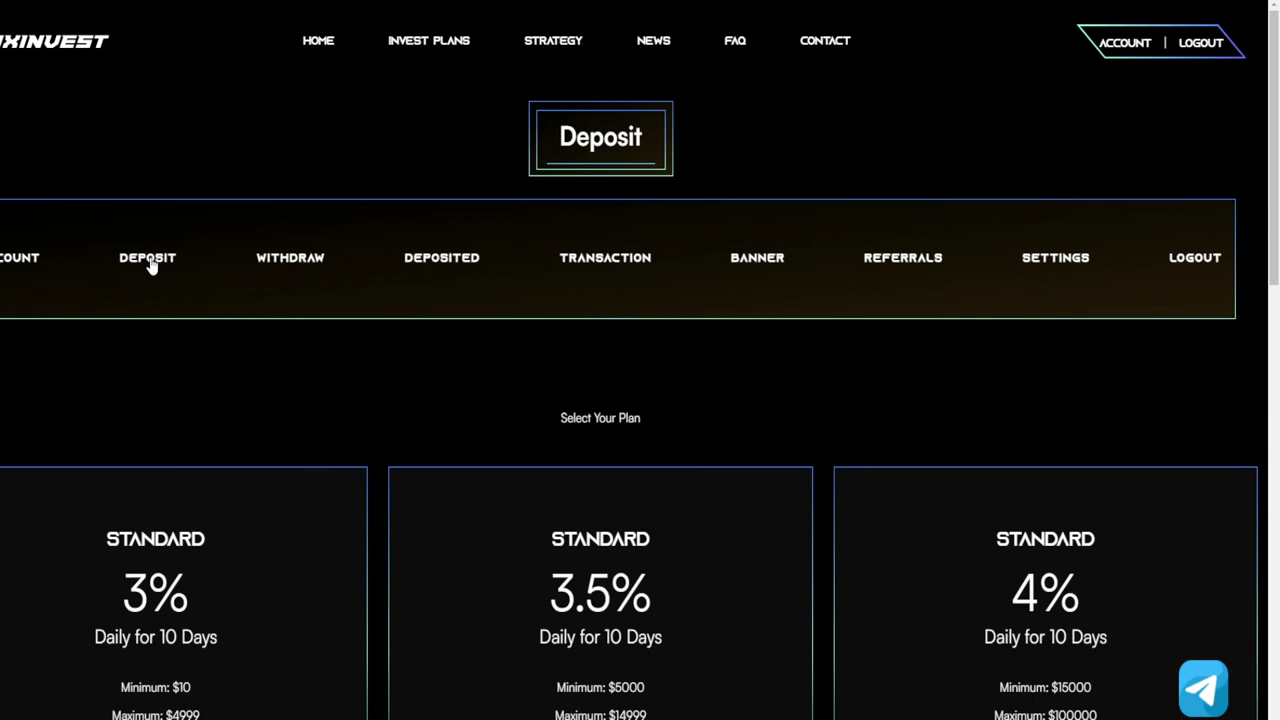 IXINVEST
HOME
INVEST PLANS
STRATEGY
NEWS
FAQ
CONTACT
ACCOUNT | LOGOUT
Deposit
COUNT
DEPOSIT
WITHDRAW
DEPOSITED
TRANSACTION
BANNER
REFERRALS
SETTINGS
LOGOUT
Select Your Plan
STANDARD
3%
Daily for 10 Days
Minimum: $10
Maximum: $4999
STANDARD
3.5%
Daily for 10 Days
Minimum: $5000
Maximum: $14999
STANDARD
4%
Daily for 10 Days
Minimum: $15000
Maximum: $100000